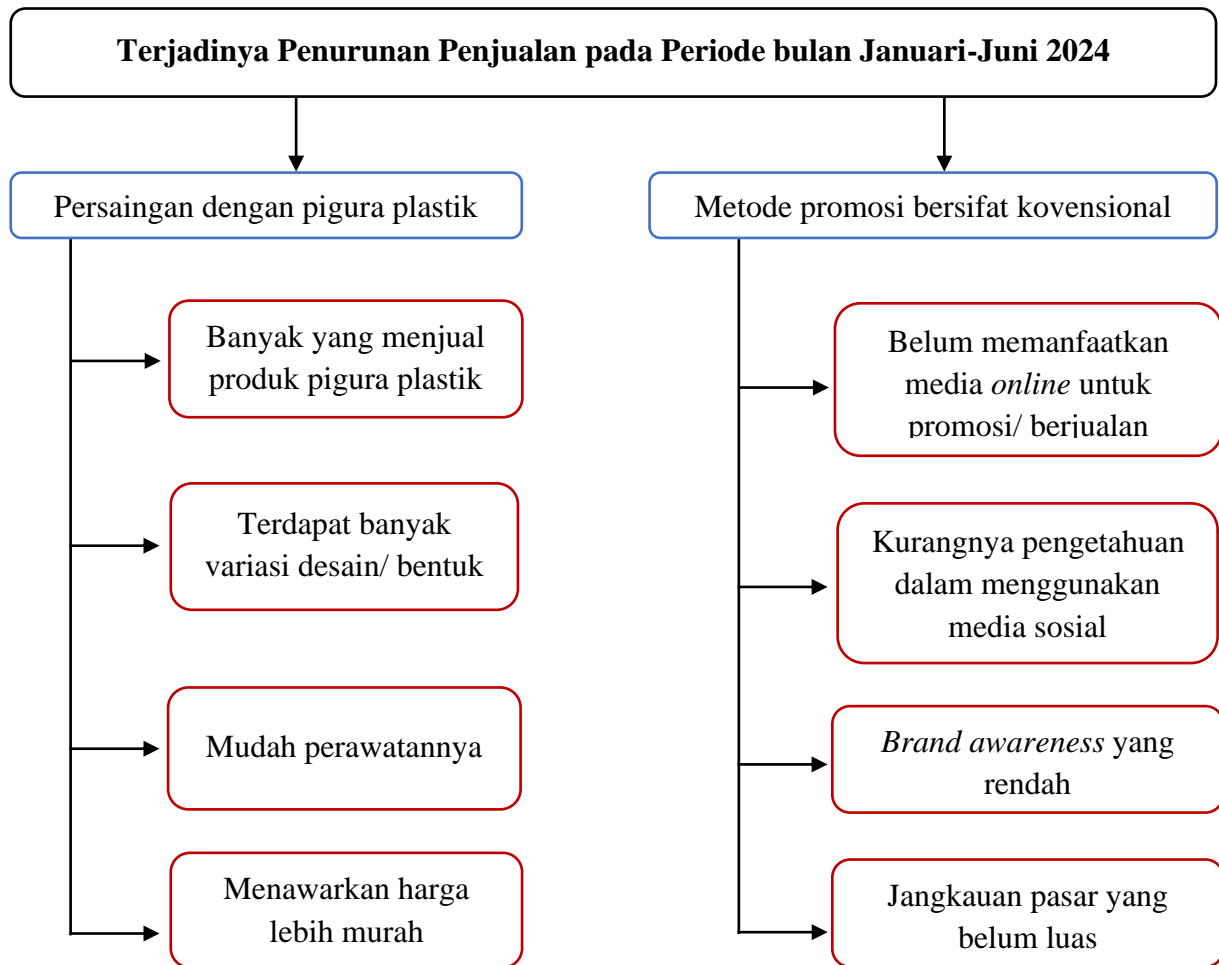 Terjadinya Penurunan Penjualan pada Periode bulan Januari-Juni 2024
Persaingan dengan pigura plastik
Banyak yang menjual
produk pigura plastik
Terdapat banyak
variasi desain/ bentuk
Mudah perawatannya
Menawarkan harga
lebih murah
Metode promosi bersifat kovensional
Belum memanfaatkan
media online untuk
promosi/ berjualan
Kurangnya pengetahuan
dalam menggunakan
media sosial
Brand awareness yang
rendah
Jangkauan pasar yang
belum luas